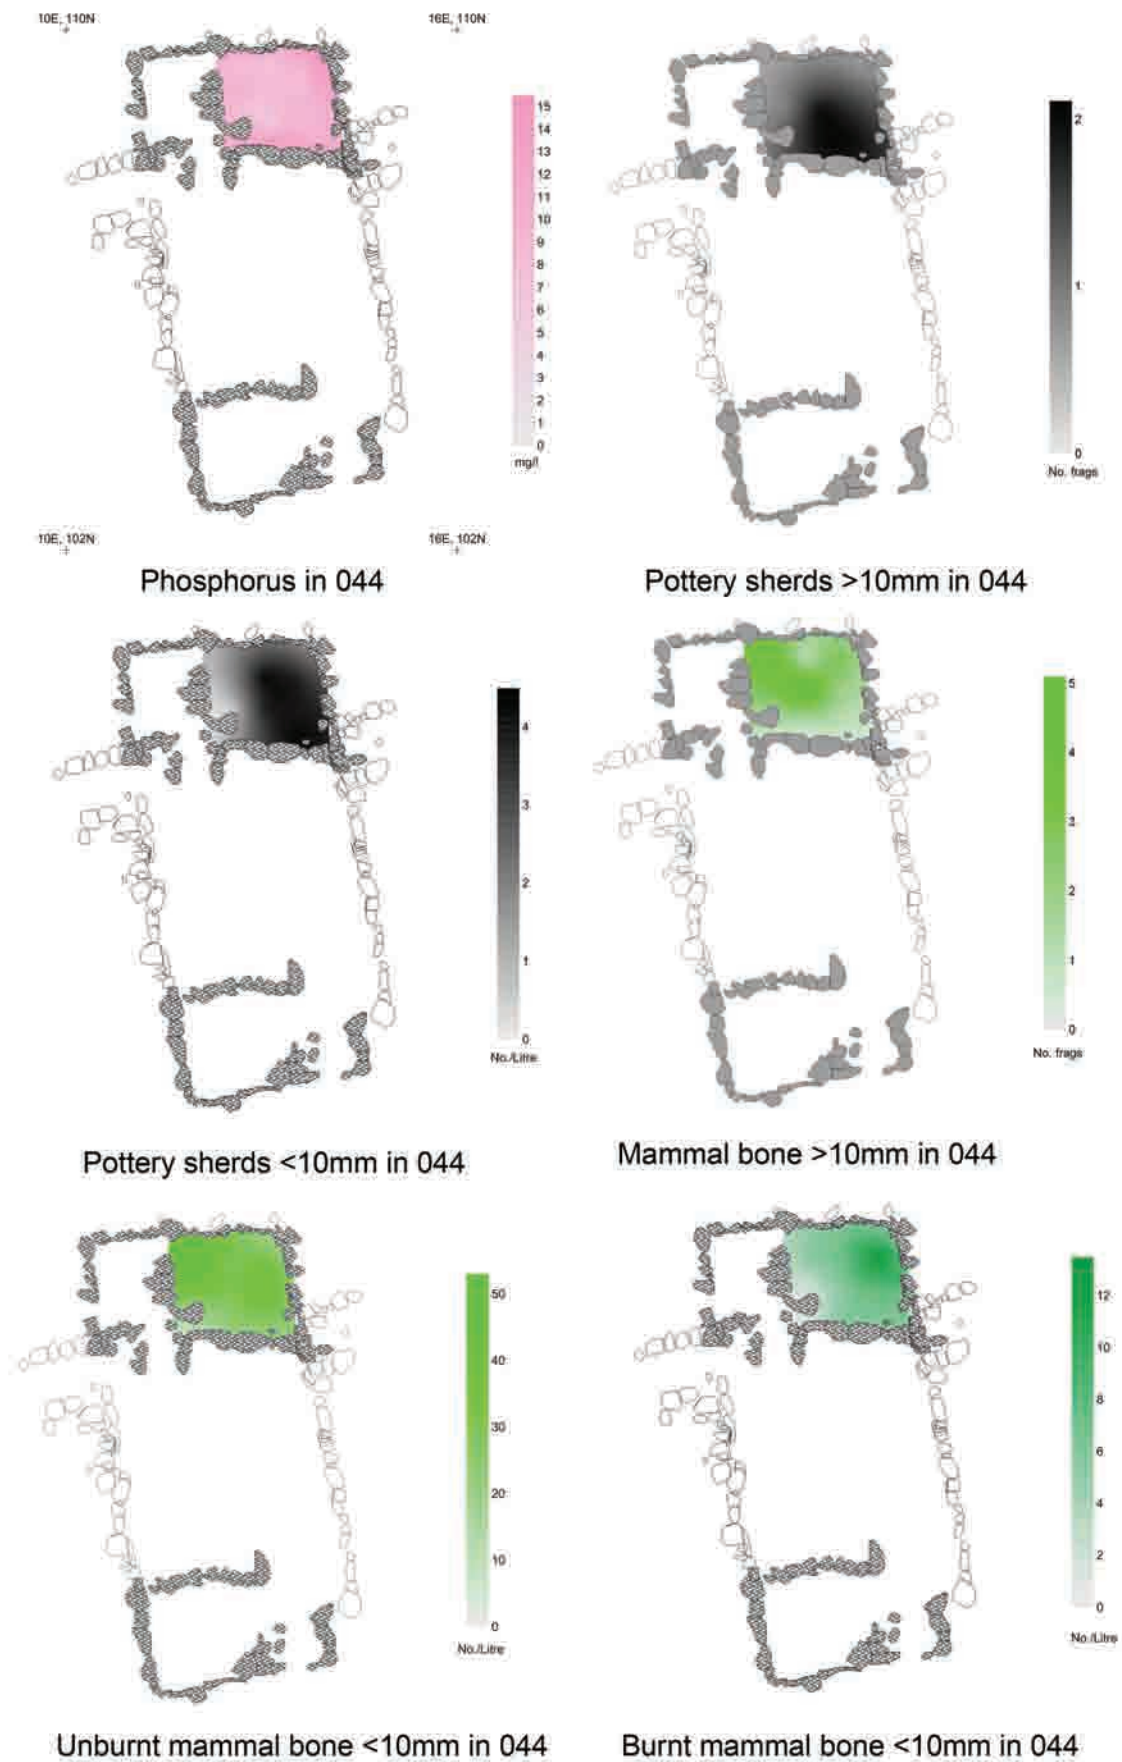 10E, 110N
16E, 110N
15
14
13
12
11
10
9
8
7
6
5
4
3
2
1
0
mg/l
10E, 102N
16E, 102N
Phosphorus in 044
2
1
0
No. frags
Pottery sherds >10mm in 044
4
3
2
1
0
No./Litre
Pottery sherds <10mm in 044
5
4
3
2
1
0
No. frags
Mammal bone >10mm in 044
50
40
30
20
10
0
No./Litre
Unburnt mammal bone <10mm in 044
12
10
8
6
4
2
0
No./Litre
Burnt mammal bone <10mm in 044